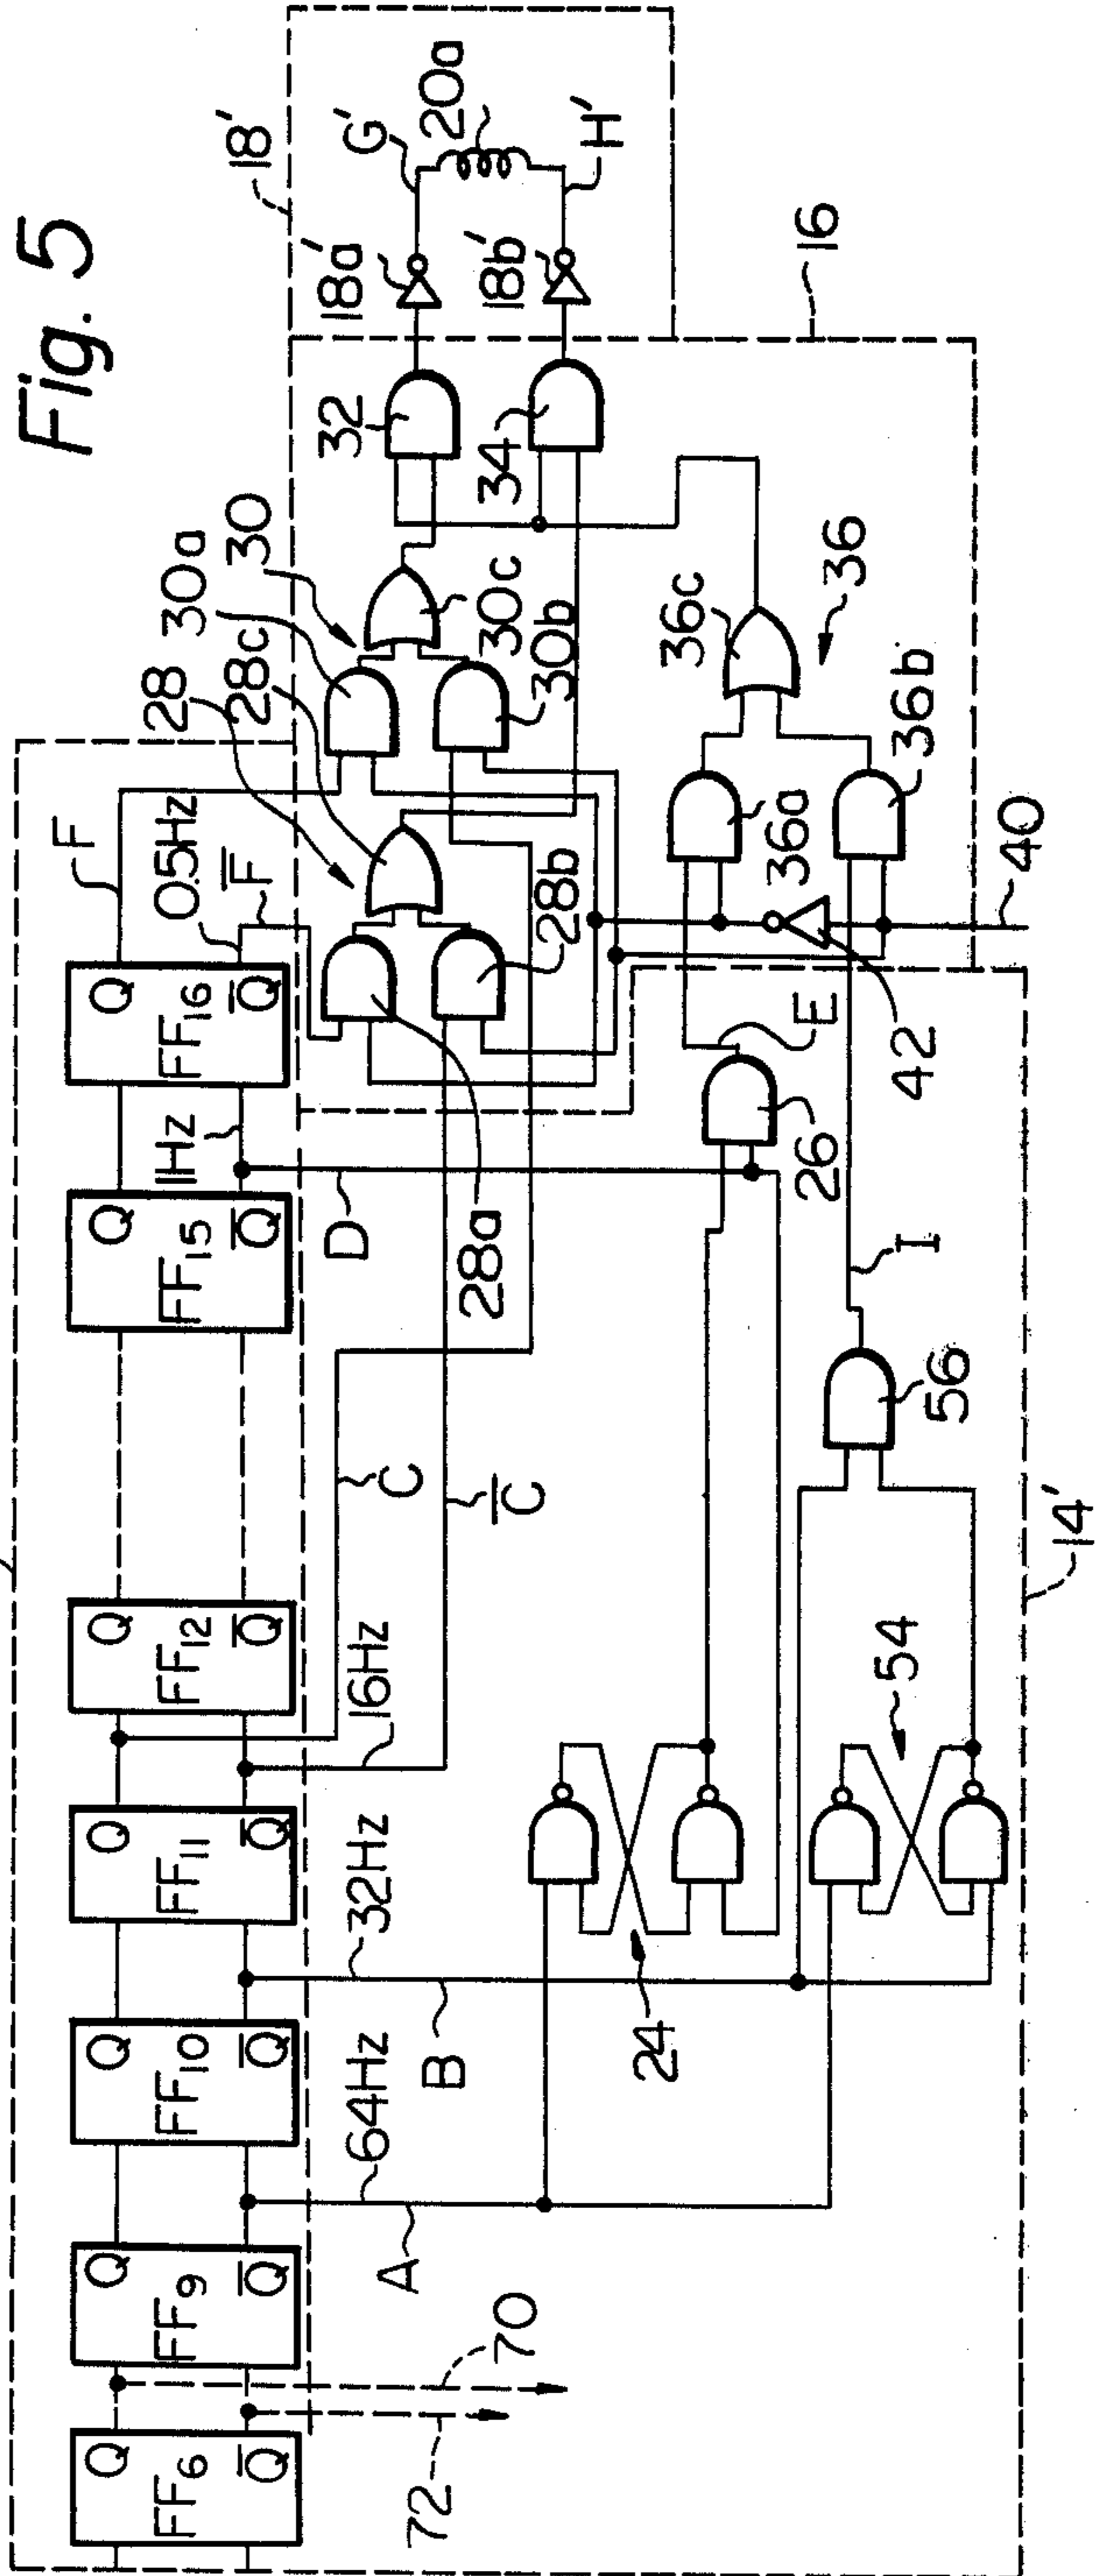 Fig. 5
FF6
Q
Q̅
FF9
Q
Q̅
FF10
Q
Q̅
FF11
Q
Q̅
FF12
Q
Q̅
FF15
Q
Q̅
FF16
Q
Q̅
72
70
A
64Hz
B
32Hz
16Hz
C
C̅
D
1Hz
0.5Hz
F
F̅
24
54
56
26
E
I
28
28a
28b
28c
30
30a
30b
30c
32
34
36
36a
36b
36c
40
42
14'
16
18'
18a'
18b'
G'
20a
H'